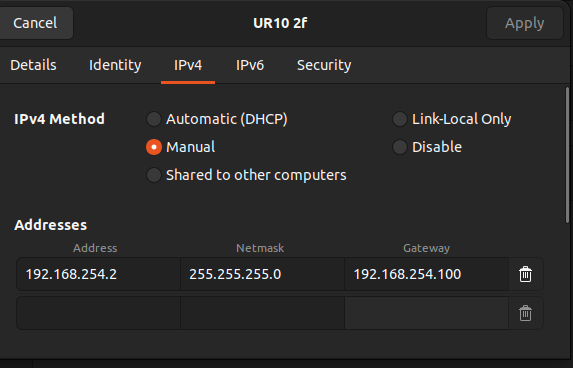 Cancel UR10 2f Apply
Details Identity IPv4 IPv6 Security
IPv4 Method Automatic (DHCP) Link-Local Only
Manual Disable
Shared to other computers
Addresses
Address Netmask Gateway
192.168.254.2 255.255.255.0 192.168.254.100